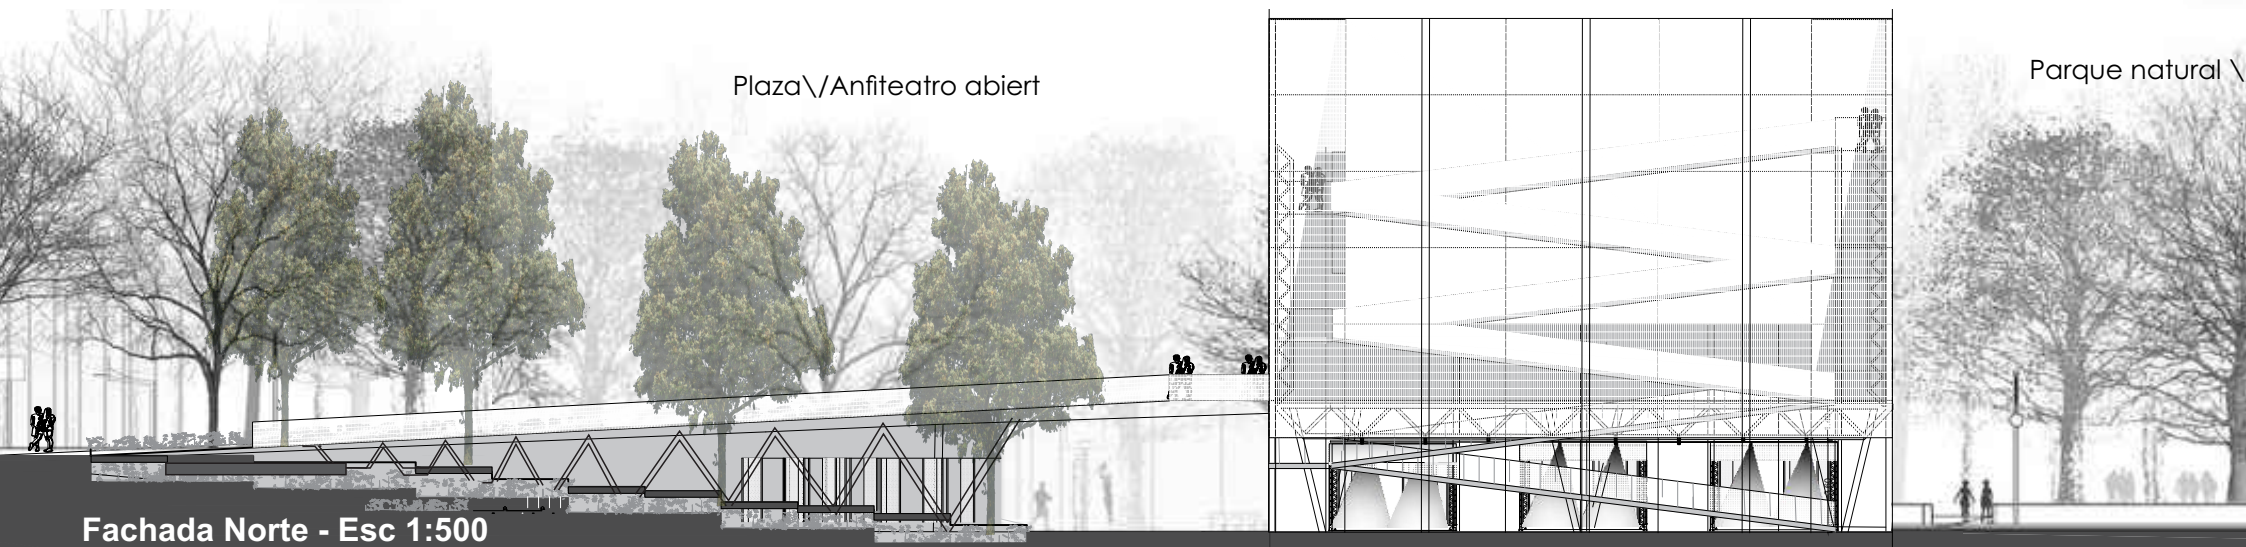 Plaza\/Anfiteatro abiert
Parque natural \
Fachada Norte - Esc 1:500